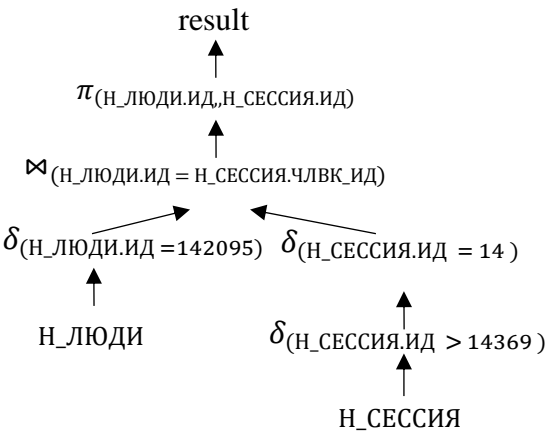 result
π(Н_ЛЮДИ.ИД,,Н_СЕССИЯ.ИД)
⋈(Н_ЛЮДИ.ИД = Н_СЕССИЯ.ЧЛВК_ИД)
δ(Н_ЛЮДИ.ИД =142095) δ(Н_СЕССИЯ.ИД = 14 )
Н_ЛЮДИ δ(Н_СЕССИЯ.ИД > 14369 )
Н_СЕССИЯ